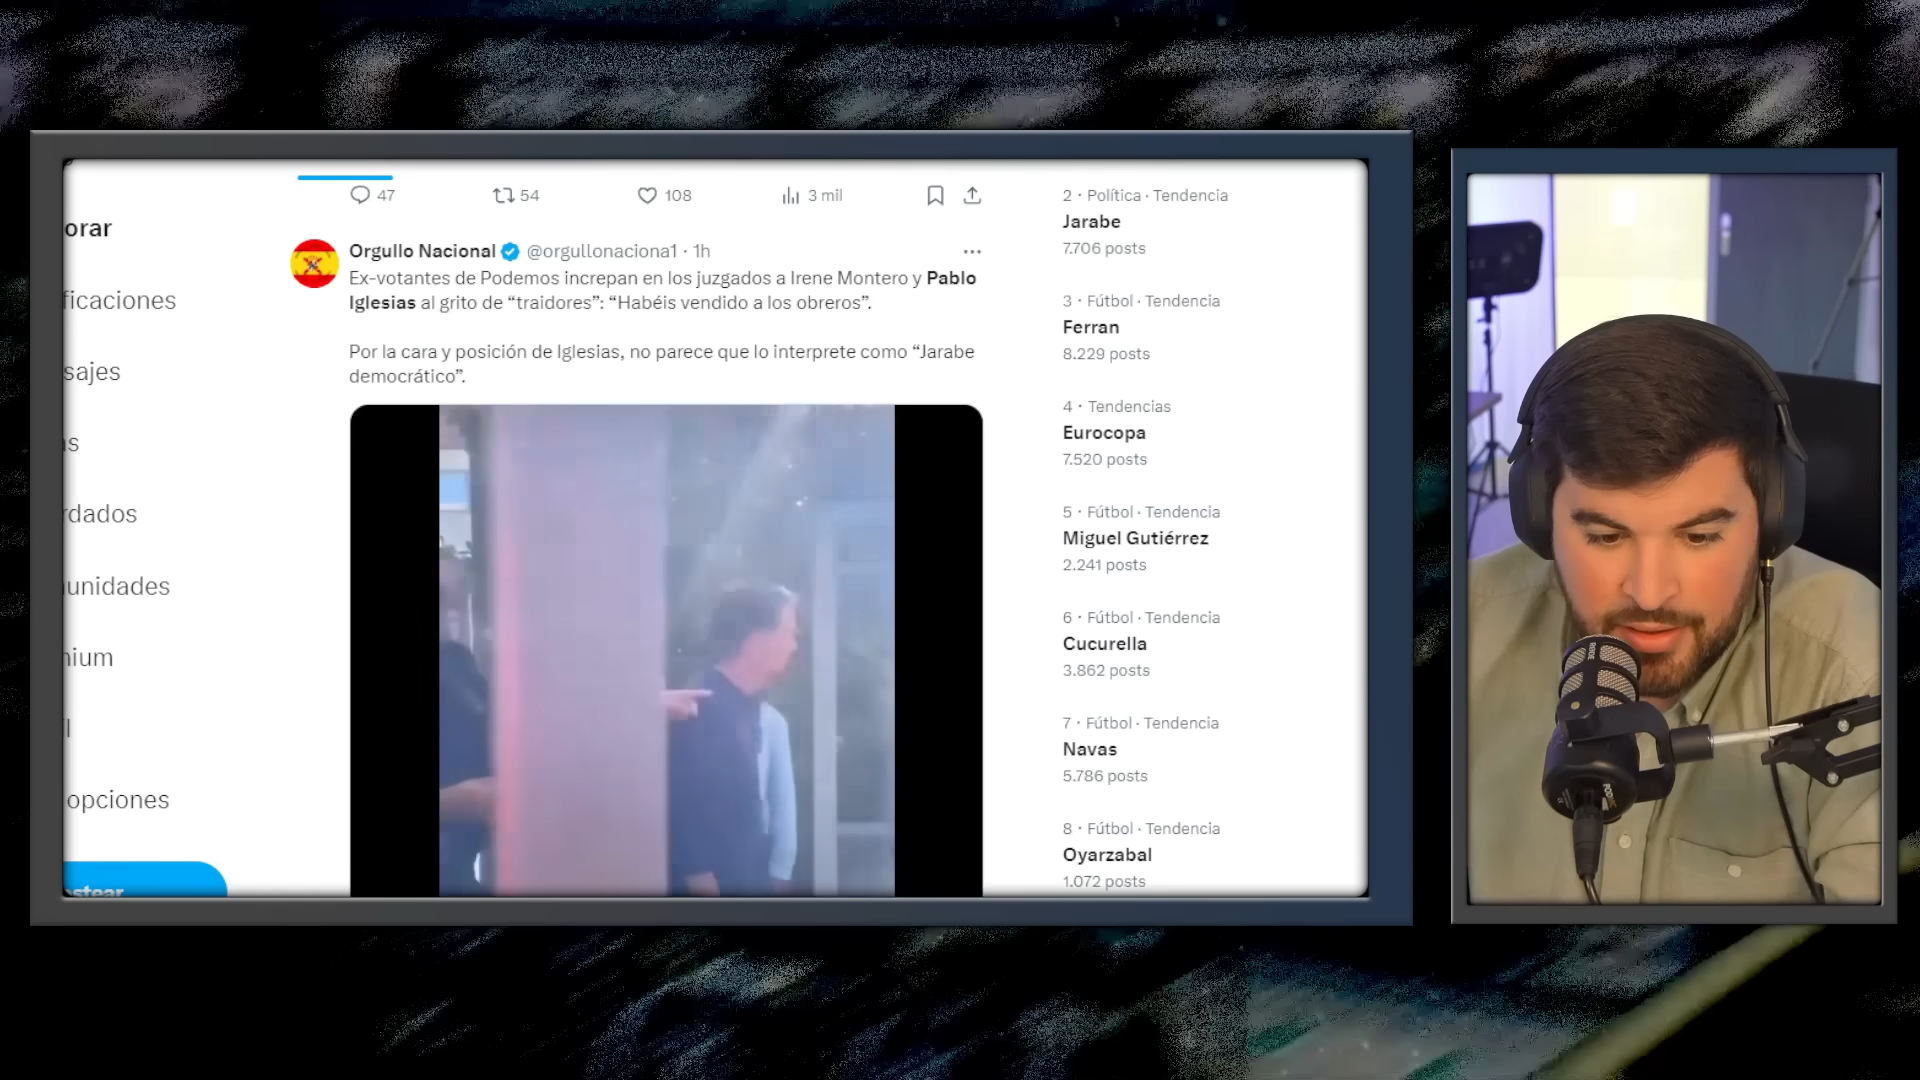 orar
ficaciones
sajes
as
rdados
unidades
nium
l
opciones
ostear
47 54 108 3 mil
Orgullo Nacional @orgullonaciona1 · 1h
Ex-votantes de Podemos increpan en los juzgados a Irene Montero y Pablo
Iglesias al grito de “traidores”: “Habéis vendido a los obreros”.
Por la cara y posición de Iglesias, no parece que lo interprete como “Jarabe
democrático”.
2 · Política · Tendencia
Jarabe
7.706 posts
3 · Fútbol · Tendencia
Ferran
8.229 posts
4 · Tendencias
Eurocopa
7.520 posts
5 · Fútbol · Tendencia
Miguel Gutiérrez
2.241 posts
6 · Fútbol · Tendencia
Cucurella
3.862 posts
7 · Fútbol · Tendencia
Navas
5.786 posts
8 · Fútbol · Tendencia
Oyarzabal
1.072 posts
RODE